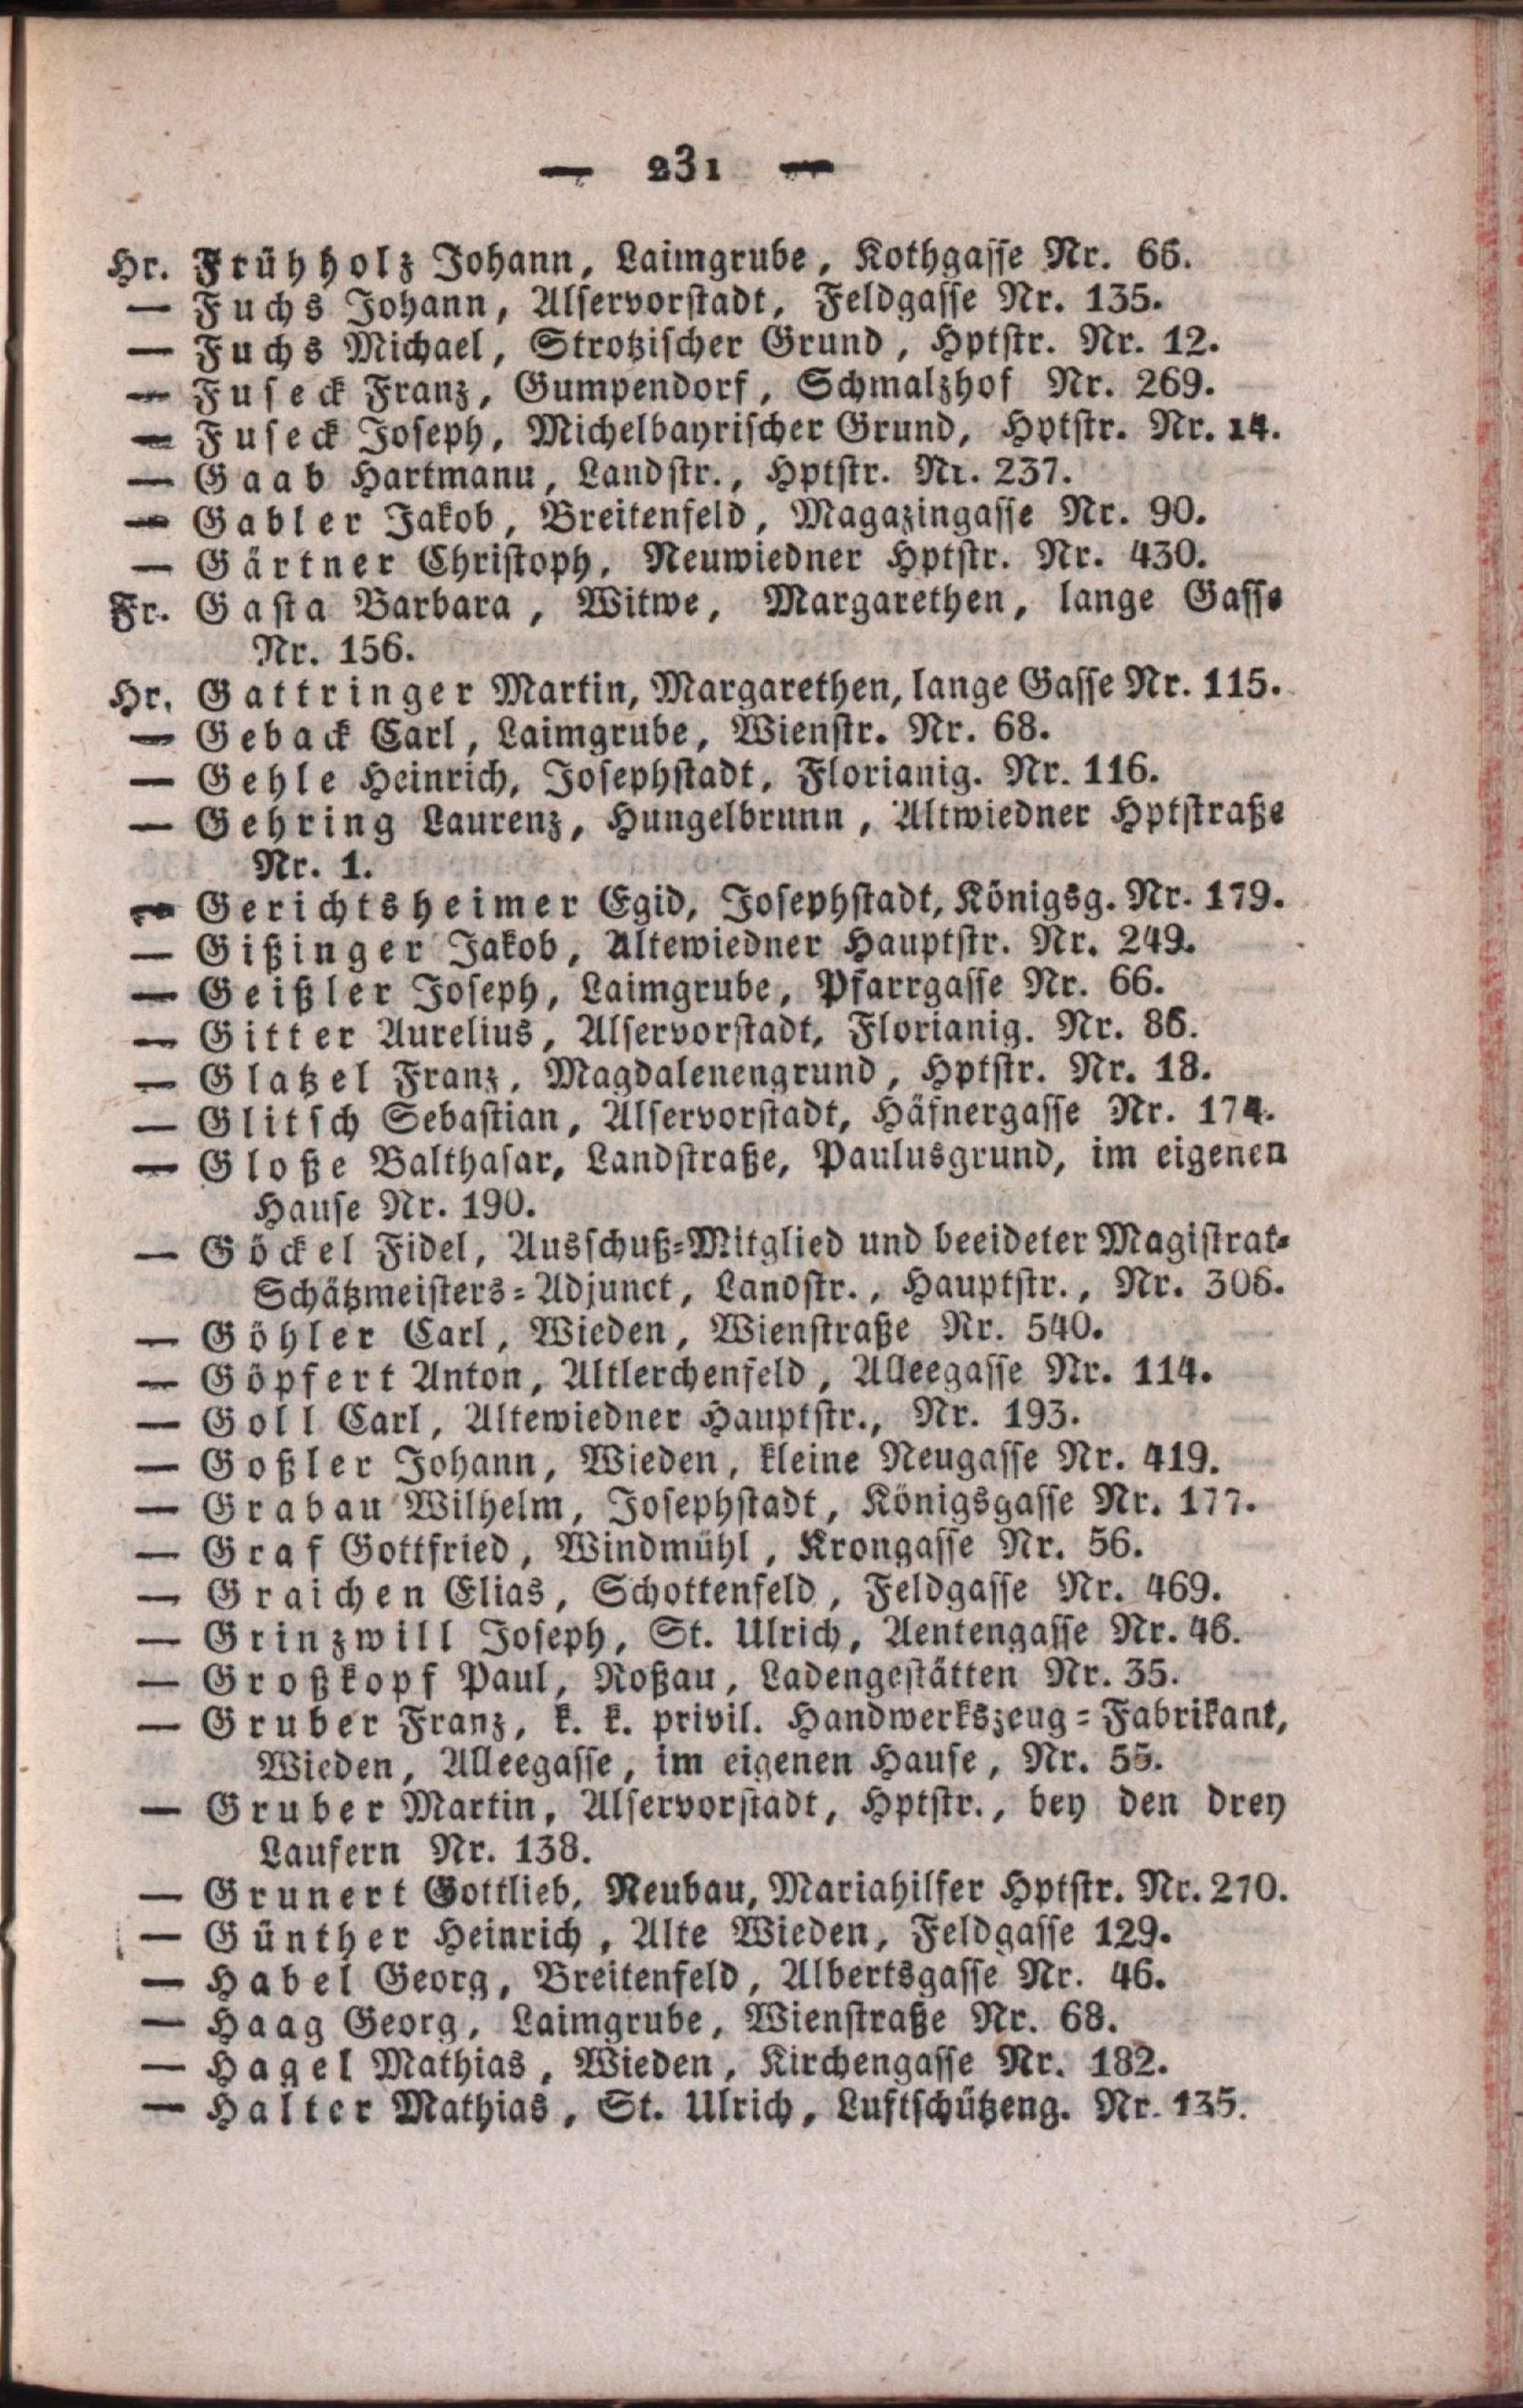 — 231 —
Hr. Frühholz Johann, Laimgrube, Kothgasse Nr. 66.
— Fuchs Johann, Alservorstadt, Feldgasse Nr. 135.
— Fuchs Michael, Strotzischer Grund, Hptstr. Nr. 12.
— Fuseck Franz, Gumpendorf, Schmalzhof Nr. 269.
— Fuseck Joseph, Michelbayrischer Grund, Hptstr. Nr. 14.
— Gaab Hartmann, Landstr., Hptstr. Nr. 237.
— Gabler Jakob, Breitenfeld, Magazingasse Nr. 90.
— Gärtner Christoph, Neuwiedner Hptstr. Nr. 430.
Fr. Gasta Barbara, Witwe, Margarethen, lange Gasse
Nr. 156.
Hr. Gattringer Martin, Margarethen, lange Gasse Nr. 115.
— Geback Carl, Laimgrube, Wienstr. Nr. 68.
— Gehle Heinrich, Josephstadt, Florianig. Nr. 116.
— Gehring Laurenz, Hungelbrunn, Altwiedner Hptstraße
Nr. 1.
— Gerichtsheimer Egid, Josephstadt, Königsg. Nr. 179.
— Gißinger Jakob, Altewiedner Hauptstr. Nr. 249.
— Geißler Joseph, Laimgrube, Pfarrgasse Nr. 66.
— Gitter Aurelius, Alservorstadt, Florianig. Nr. 86.
— Glatzel Franz, Magdalenengrund, Hptstr. Nr. 18.
— Glitsch Sebastian, Alservorstadt, Häfnergasse Nr. 174.
— Gloße Balthasar, Landstraße, Paulusgrund, im eigenen
Hause Nr. 190.
— Göckel Fidel, Ausschuß-Mitglied und beeideter Magistrat-
Schätzmeisters-Adjunct, Landstr., Hauptstr., Nr. 306.
— Göhler Carl, Wieden, Wienstraße Nr. 540.
— Göpfert Anton, Altlerchenfeld, Alleegasse Nr. 114.
— Goll Carl, Altewiedner Hauptstr., Nr. 193.
— Goßler Johann, Wieden, kleine Neugasse Nr. 419.
— Grabau Wilhelm, Josephstadt, Königsgasse Nr. 177.
— Graf Gottfried, Windmühl, Krongasse Nr. 56.
— Graichen Elias, Schottenfeld, Feldgasse Nr. 469.
— Grinzwill Joseph, St. Ulrich, Aentengasse Nr. 46.
— Großkopf Paul, Roßau, Ladengestätten Nr. 35.
— Gruber Franz, k. k. privil. Handwerkszeug-Fabrikant,
Wieden, Alleegasse, im eigenen Hause, Nr. 55.
— Gruber Martin, Alservorstadt, Hptstr., bey den drey
Laufern Nr. 138.
— Grunert Gottlieb, Neubau, Mariahilfer Hptstr. Nr. 270.
— Günther Heinrich, Alte Wieden, Feldgasse 129.
— Habel Georg, Breitenfeld, Albertsgasse Nr. 46.
— Haag Georg, Laimgrube, Wienstraße Nr. 68.
— Hagel Mathias, Wieden, Kirchengasse Nr. 182.
— Halter Mathias, St. Ulrich, Luftschützeng. Nr. 135.